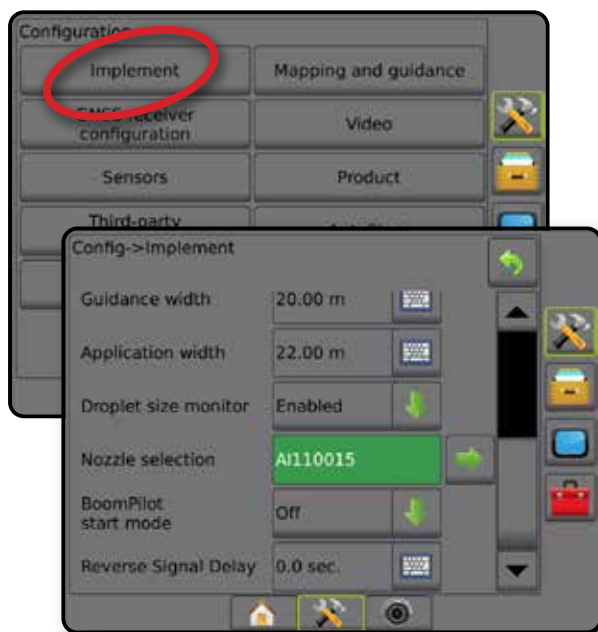 Configuration
Implement
Mapping and guidance
GNSS receiver
configuration
Video
Sensors
Product
Third-party
Config->Implement
Guidance width
20.00 m
Application width
22.00 m
Droplet size monitor
Enabled
Nozzle selection
AI110015
BoomPilot
start mode
Off
Reverse Signal Delay
0.0 sec.